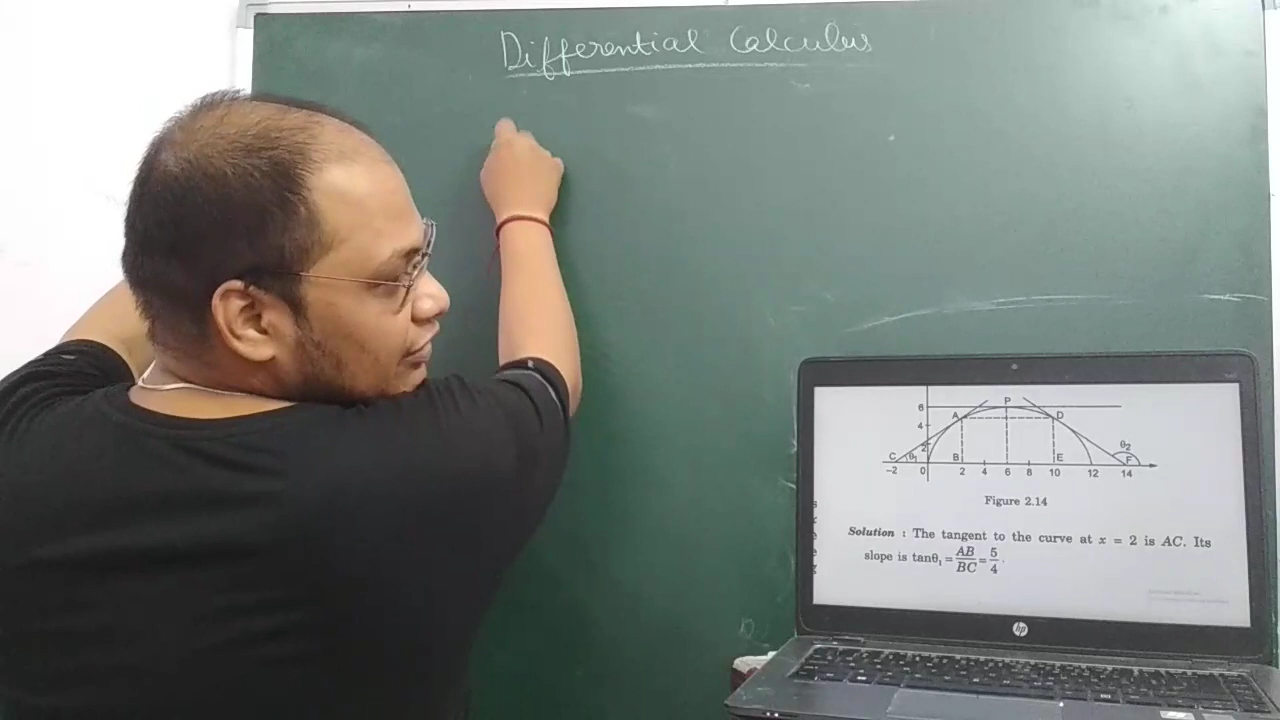 Differential Calculus
P
6
A
D
4
2
θ₂
C
θ₁
B
E
F
-2 0 2 4 6 8 10 12 14
Figure 2.14
Solution : The tangent to the curve at x = 2 is AC. Its
slope is tanθ₁ = AB/BC = 5/4 .
hp